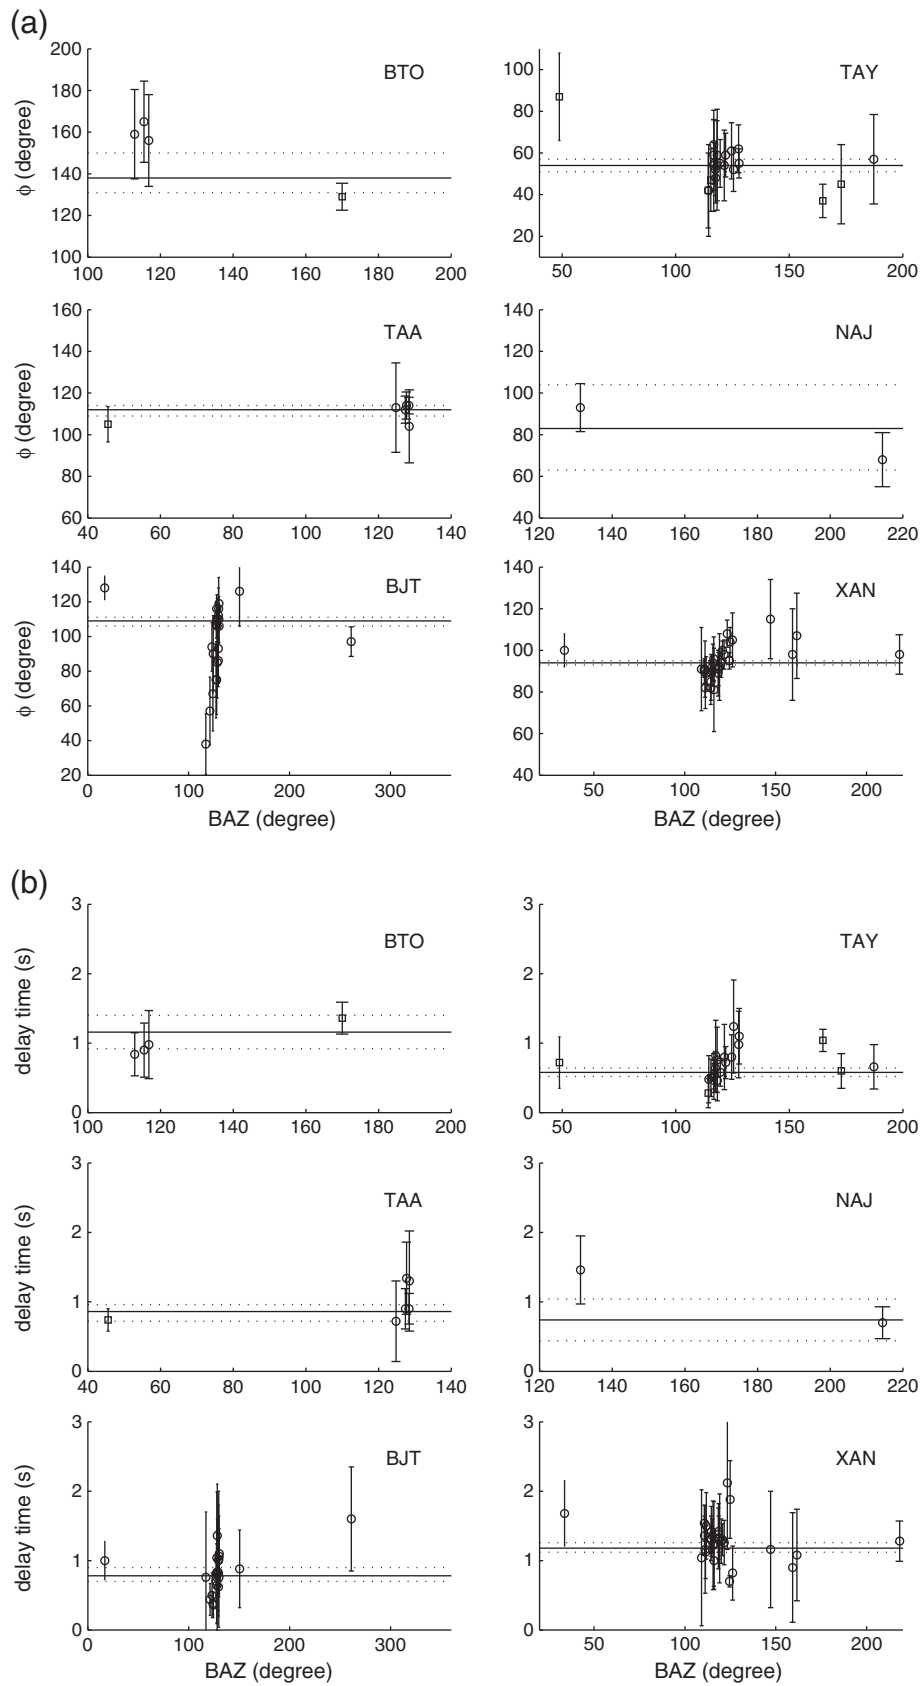 (a)
200
180
160
140
120
100
φ (degree)
BTO
100 120 140 160 180 200
100
80
60
40
20
TAY
50 100 150 200
160
140
120
100
80
60
φ (degree)
TAA
40 60 80 100 120 140
140
120
100
80
60
40
NAJ
120 140 160 180 200 220
140
120
100
80
60
40
20
φ (degree)
BJT
0 100 200 300
BAZ (degree)
140
120
100
80
60
40
XAN
50 100 150 200
BAZ (degree)
(b)
3
2
1
0
delay time (s)
BTO
100 120 140 160 180 200
3
2
1
0
TAY
50 100 150 200
3
2
1
0
delay time (s)
TAA
40 60 80 100 120 140
3
2
1
0
NAJ
120 140 160 180 200 220
3
2
1
0
delay time (s)
BJT
0 100 200 300
BAZ (degree)
3
2
1
0
XAN
50 100 150 200
BAZ (degree)